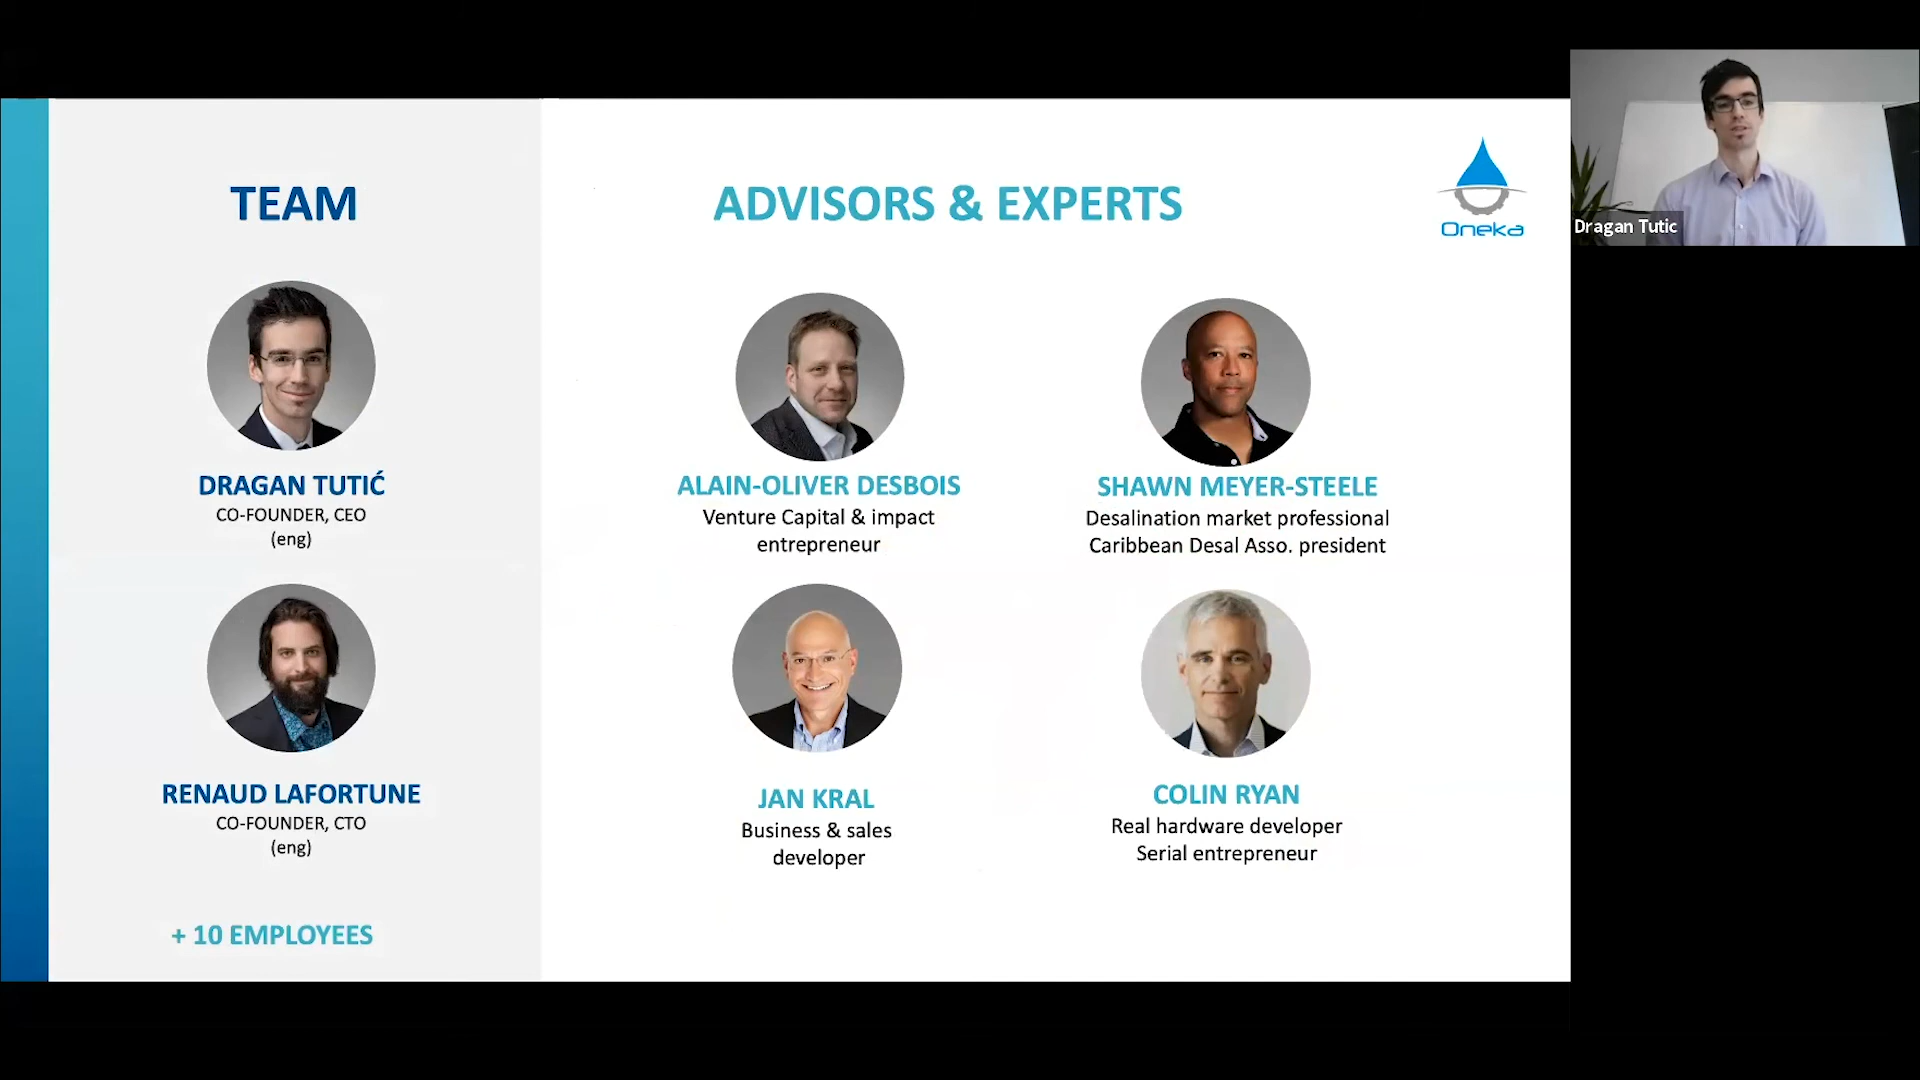 TEAM
DRAGAN TUTIĆ
CO-FOUNDER, CEO
(eng)
RENAUD LAFORTUNE
CO-FOUNDER, CTO
(eng)
+ 10 EMPLOYEES
ADVISORS & EXPERTS
Oneka
ALAIN-OLIVER DESBOIS
Venture Capital & impact
entrepreneur
SHAWN MEYER-STEELE
Desalination market professional
Caribbean Desal Asso. president
JAN KRAL
Business & sales
developer
COLIN RYAN
Real hardware developer
Serial entrepreneur
Dragan Tutic